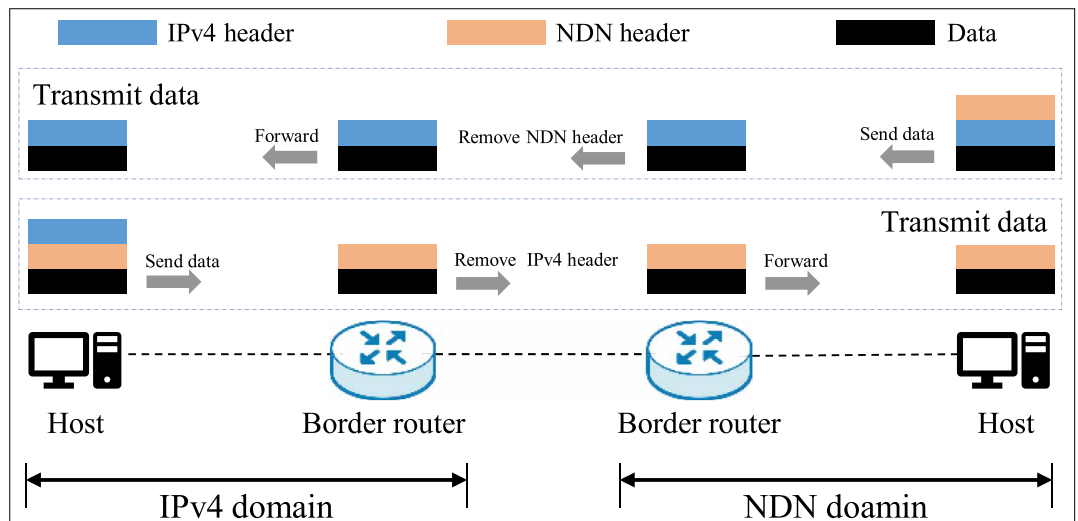 IPv4 header
NDN header
Data
Transmit data
Forward
Remove NDN header
Send data
Transmit data
Send data
Remove IPv4 header
Forward
Host
Border router
Border router
Host
IPv4 domain
NDN doamin